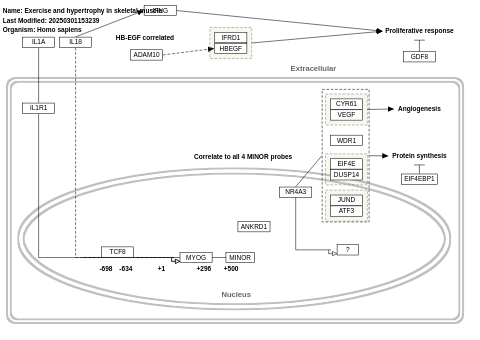 Name: Exercise and hypertrophy in skeletal muscle
Last Modified: 20250301153239
Organism: Homo sapiens
IL1A
IL18
HB-EGF correlated
ADAM10
IFRD1
HBEGF
Proliferative response
GDF8
Extracellular
IL1R1
CYR61
VEGF
Angiogenesis
WDR1
Correlate to all 4 MINOR probes
EIF4E
DUSP14
Protein synthesis
EIF4EBP1
NR4A3
JUND
ATF3
ANKRD1
TCF8
MYOG
MINOR
?
-698
-634
+1
+296
+500
Nucleus